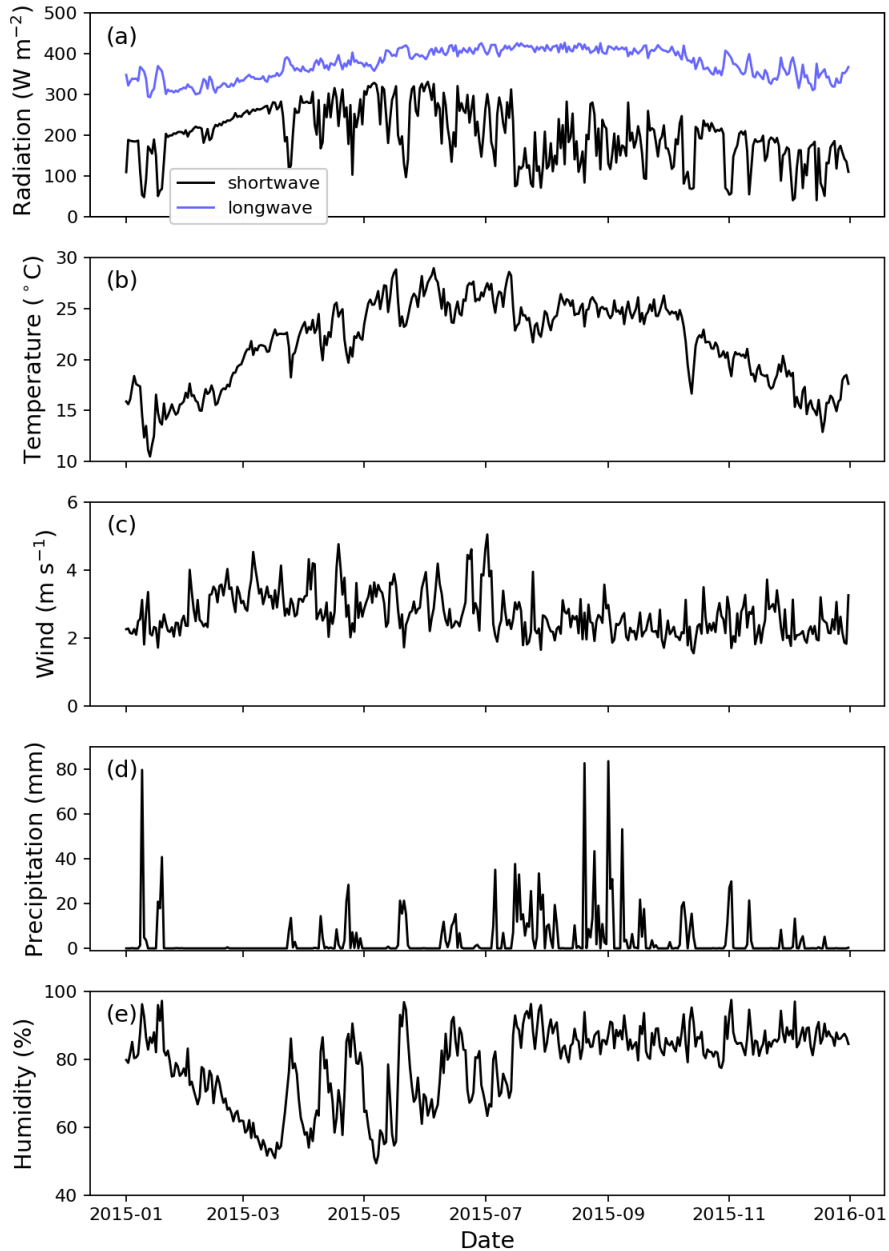 (a)
Radiation (W m⁻²)
500
400
300
200
100
0
shortwave
longwave
(b)
Temperature (°C)
30
25
20
15
10
(c)
Wind (m s⁻¹)
6
4
2
0
(d)
Precipitation (mm)
80
60
40
20
0
(e)
Humidity (%)
100
80
60
40
2015-01 2015-03 2015-05 2015-07 2015-09 2015-11 2016-01
Date